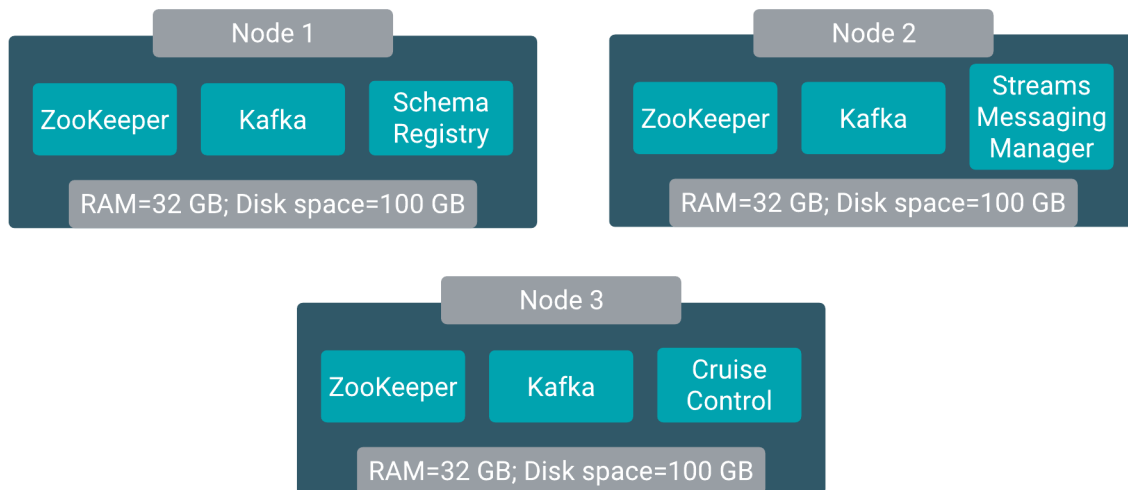 Node 1
ZooKeeper
Kafka
Schema
Registry
RAM=32 GB; Disk space=100 GB
Node 2
ZooKeeper
Kafka
Streams
Messaging
Manager
RAM=32 GB; Disk space=100 GB
Node 3
ZooKeeper
Kafka
Cruise
Control
RAM=32 GB; Disk space=100 GB